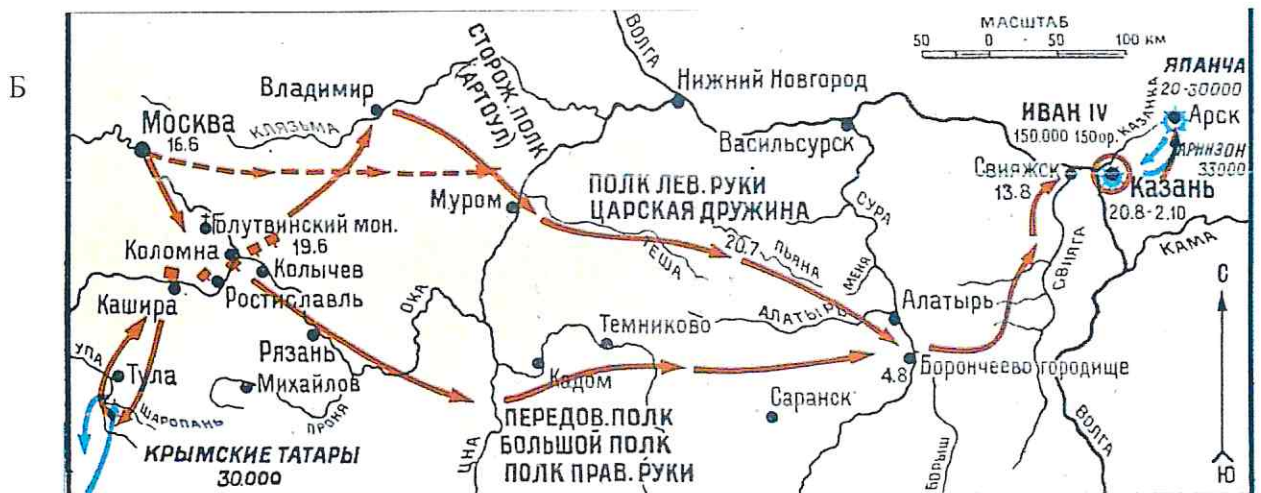 Б
МАСШТАБ
50 0 50 100 км
ВОЛГА
СТОРОЖ. ПОЛК
(АРТОУЛ)
Нижний Новгород
ЯПАНЧА
20-30000
Владимир
КЛЯЗЬМА
Москва
16.6
Васильсурск
ИВАН IV
150.000 150 ор.
КАЗАНКА
Арск
33000
Свияжск
13.8
Казань
20.8-2.10
ПОЛК ЛЕВ. РУКИ
ЦАРСКАЯ ДРУЖИНА
Муром
Голутвинский мон.
19.6
СУРА
КАМА
Коломна
Колычев
ТЕША
20.7
ПЬЯНА
МЕНЯ
СВИЯГА
С
Кашира
Ростиславль
ОКА
Алатырь
АЛАТЫРЬ
Темниково
Рязань
УПА
Тула
Михайлов
ПРОНЯ
Кадом
4.8
Борончеево городище
Саранск
ШАРОПАНЬ
ПЕРЕДОВ. ПОЛК
БОЛЬШОЙ ПОЛК
ПОЛК ПРАВ. РУКИ
КРЫМСКИЕ ТАТАРЫ
30.000
ЦНА
БОРЫШ
ВОЛГА
Ю